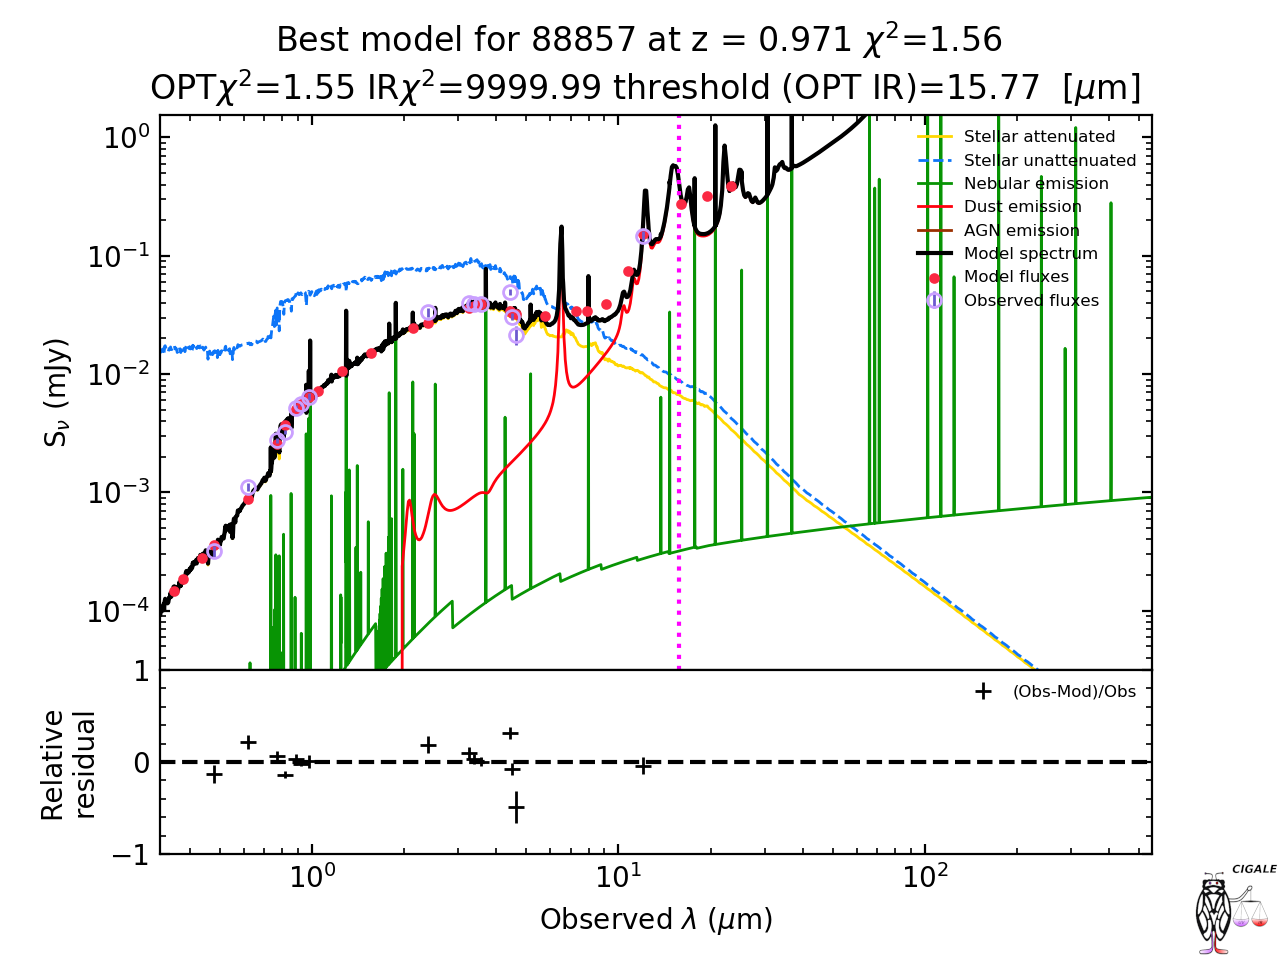 Best model for 88857 at z = 0.971 χ²=1.56
OPTχ²=1.55 IRχ²=9999.99 threshold (OPT IR)=15.77 [μm]
10⁰
10⁻¹
10⁻²
10⁻³
10⁻⁴
S_ν (mJy)
Stellar attenuated
Stellar unattenuated
Nebular emission
Dust emission
AGN emission
Model spectrum
Model fluxes
Observed fluxes
1
0
−1
Relative
residual
(Obs-Mod)/Obs
10⁰
10¹
10²
Observed λ (μm)
CIGALE